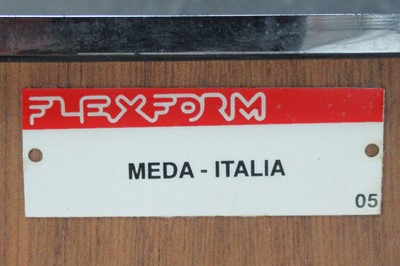 FLEXFORM
MEDA - ITALIA
05